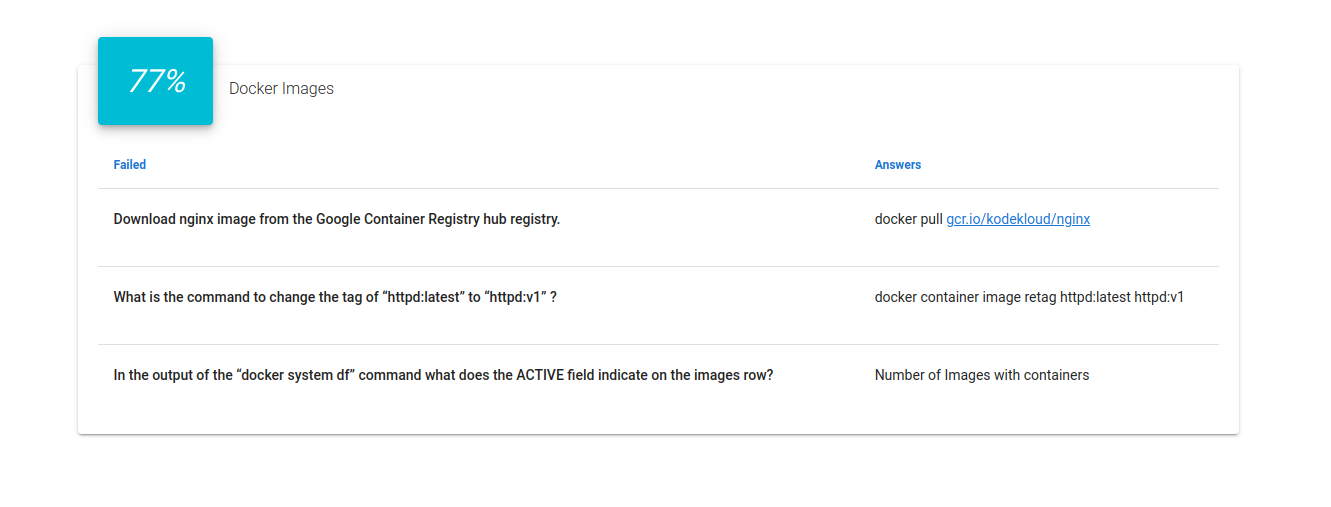 77%
Docker Images
Failed Answers
Download nginx image from the Google Container Registry hub registry. docker pull gcr.io/kodekloud/nginx
What is the command to change the tag of “httpd:latest” to “httpd:v1” ? docker container image retag httpd:latest httpd:v1
In the output of the “docker system df” command what does the ACTIVE field indicate on the images row? Number of Images with containers